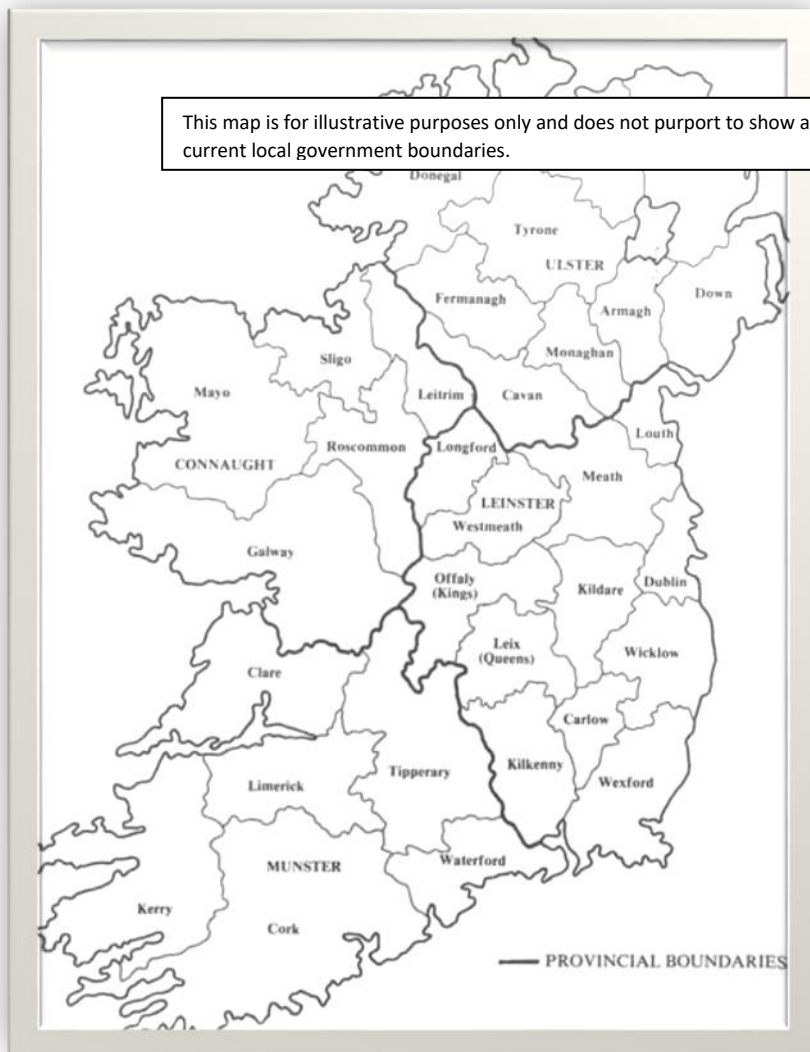 This map is for illustrative purposes only and does not purport to show a
current local government boundaries.
Donegal
Tyrone
ULSTER
Fermanagh
Armagh
Down
Monaghan
Sligo
Mayo
Leitrim
Cavan
Louth
Roscommon
Longford
CONNAUGHT
Meath
LEINSTER
Westmeath
Galway
Offaly
(Kings)
Kildare
Dublin
Leix
(Queens)
Wicklow
Clare
Carlow
Kilkenny
Tipperary
Wexford
Limerick
Waterford
MUNSTER
Kerry
Cork
PROVINCIAL BOUNDARIES